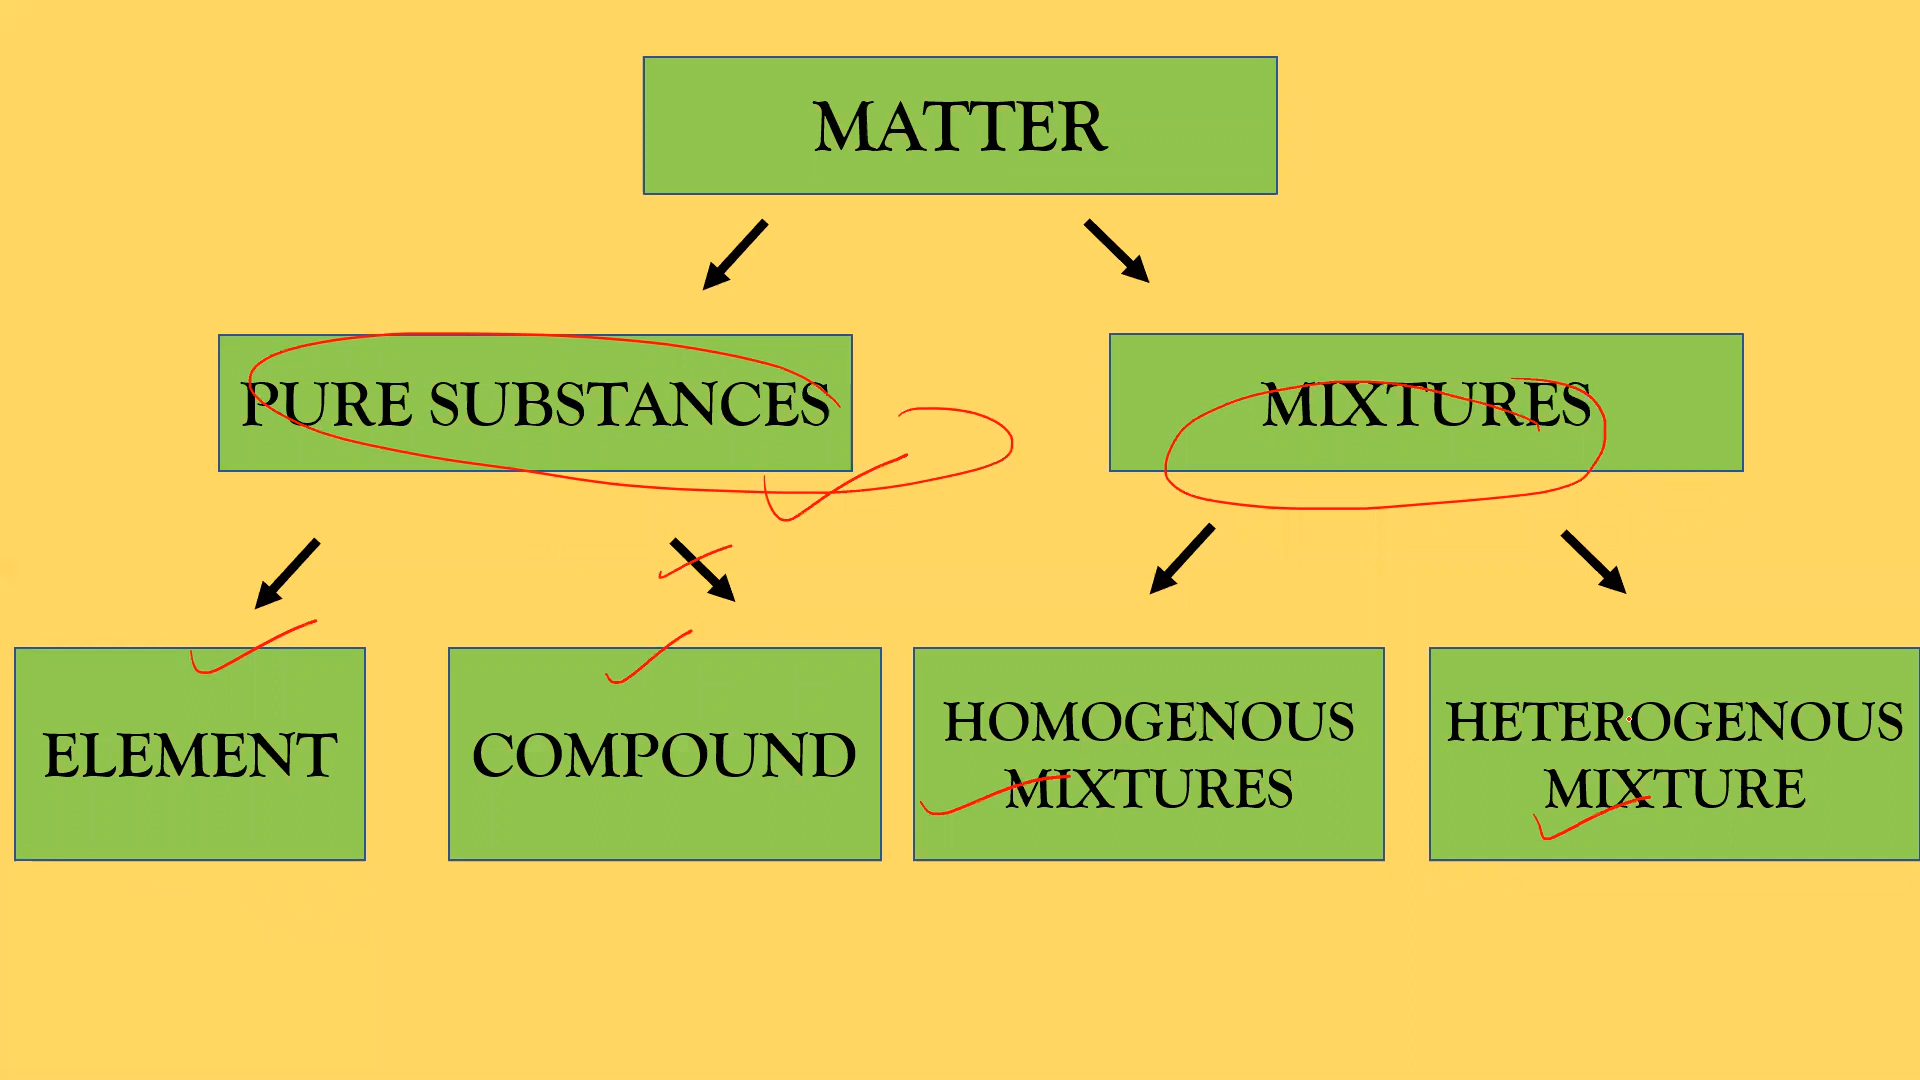 MATTER
PURE SUBSTANCES
MIXTURES
ELEMENT
COMPOUND
HOMOGENOUS
MIXTURES
HETEROGENOUS
MIXTURE